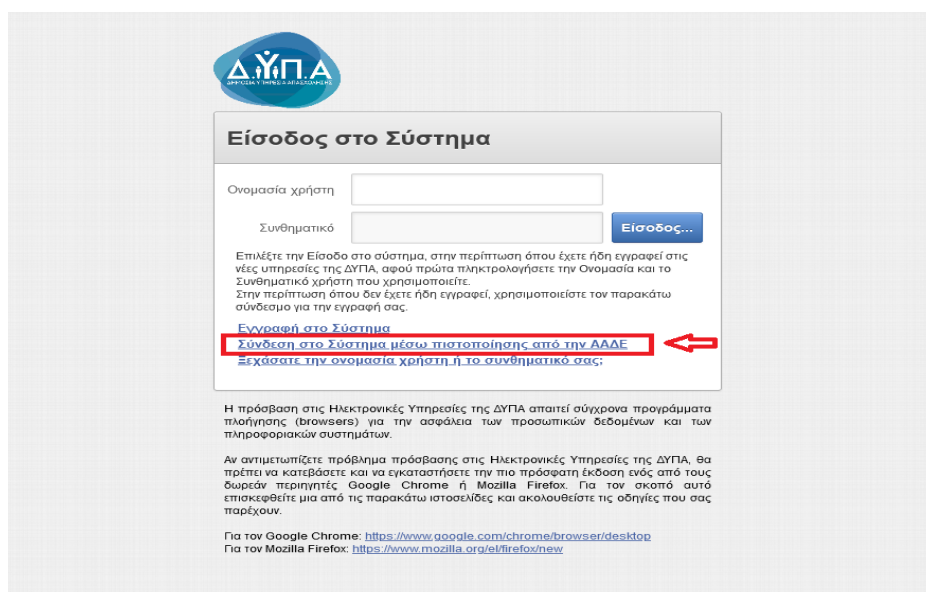 Δ.ΥΠ.Α
ΔΗΜΟΣΙΑ ΥΠΗΡΕΣΙΑ ΑΠΑΣΧΟΛΗΣΗΣ
Είσοδος στο Σύστημα
Ονομασία χρήστη
Συνθηματικό
Είσοδος...
Επιλέξτε την Είσοδο στο σύστημα, στην περίπτωση όπου έχετε ήδη εγγραφεί στις
νέες υπηρεσίες της ΔΥΠΑ, αφού πρώτα πληκτρολογήσετε την Ονομασία και το
Συνθηματικό χρήστη που χρησιμοποιείτε.
Στην περίπτωση όπου δεν έχετε ήδη εγγραφεί, χρησιμοποιείστε τον παρακάτω
σύνδεσμο για την εγγραφή σας.
Εγγραφή στο Σύστημα
Σύνδεση στο Σύστημα μέσω πιστοποίησης από την ΑΑΔΕ
Ξεχάσατε την ονομασία χρήστη ή το συνθηματικό σας;
Η πρόσβαση στις Ηλεκτρονικές Υπηρεσίες της ΔΥΠΑ απαιτεί σύγχρονα προγράμματα
πλοήγησης (browsers) για την ασφάλεια των προσωπικών δεδομένων και των
πληροφοριακών συστημάτων.
Αν αντιμετωπίζετε πρόβλημα πρόσβασης στις Ηλεκτρονικές Υπηρεσίες της ΔΥΠΑ, θα
πρέπει να κατεβάσετε και να εγκαταστήσετε την πιο πρόσφατη έκδοση ενός από τους
δωρεάν περιηγητές Google Chrome ή Mozilla Firefox. Για τον σκοπό αυτό
επισκεφθείτε μια από τις παρακάτω ιστοσελίδες και ακολουθείστε τις οδηγίες που σας
παρέχουν.
Για τον Google Chrome: https://www.google.com/chrome/browser/desktop
Για τον Mozilla Firefox: https://www.mozilla.org/el/firefox/new